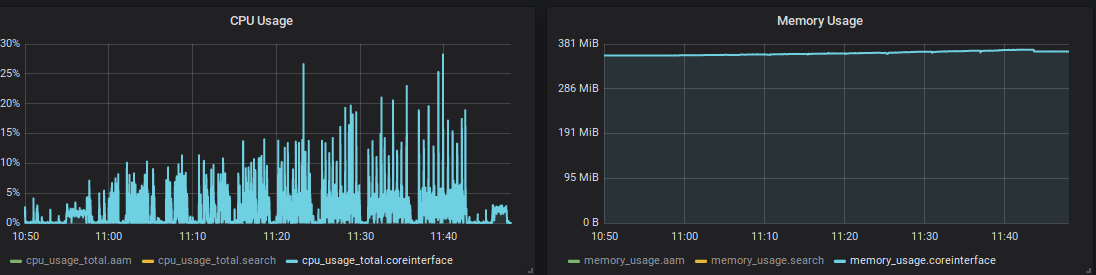 CPU Usage
30%
25%
20%
15%
10%
5%
0%
10:50 11:00 11:10 11:20 11:30 11:40
cpu_usage_total.aam cpu_usage_total.search cpu_usage_total.coreinterface
Memory Usage
381 MiB
286 MiB
191 MiB
95 MiB
0 B
10:50 11:00 11:10 11:20 11:30 11:40
memory_usage.aam memory_usage.search memory_usage.coreinterface